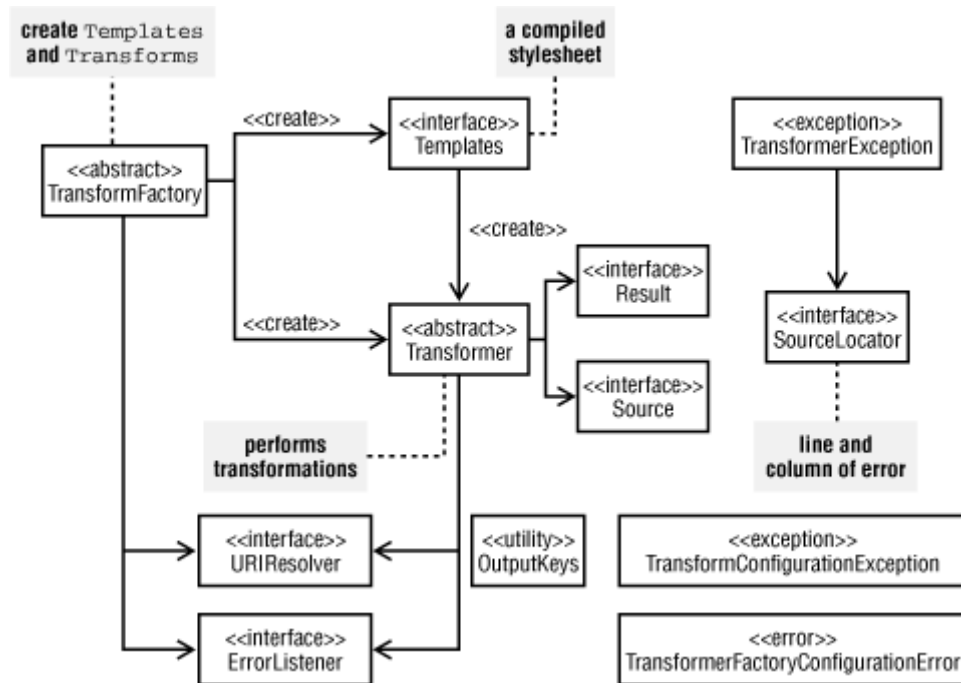 create Templates
and Transforms
a compiled
stylesheet
<<create>>
<<interface>>
Templates
<<exception>>
TransformerException
<<abstract>>
TransformFactory
<<create>>
<<interface>>
Result
<<create>>
<<abstract>>
Transformer
<<interface>>
SourceLocator
<<interface>>
Source
performs
transformations
line and
column of error
<<interface>>
URIResolver
<<utility>>
OutputKeys
<<exception>>
TransformConfigurationException
<<interface>>
ErrorListener
<<error>>
TransformerFactoryConfigurationError